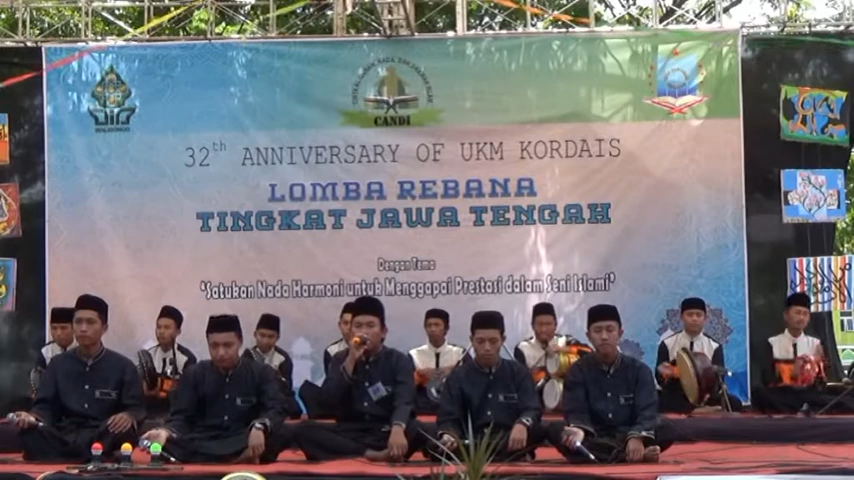 WALISONGO
CANDI
32th ANNIVERSARY OF UKM KORDAIS
LOMBA REBANA
TINGKAT JAWA TENGAH
Dengan Tema
"Satukan Nada Harmoni untuk Menggapai Prestasi dalam Seni Islami"